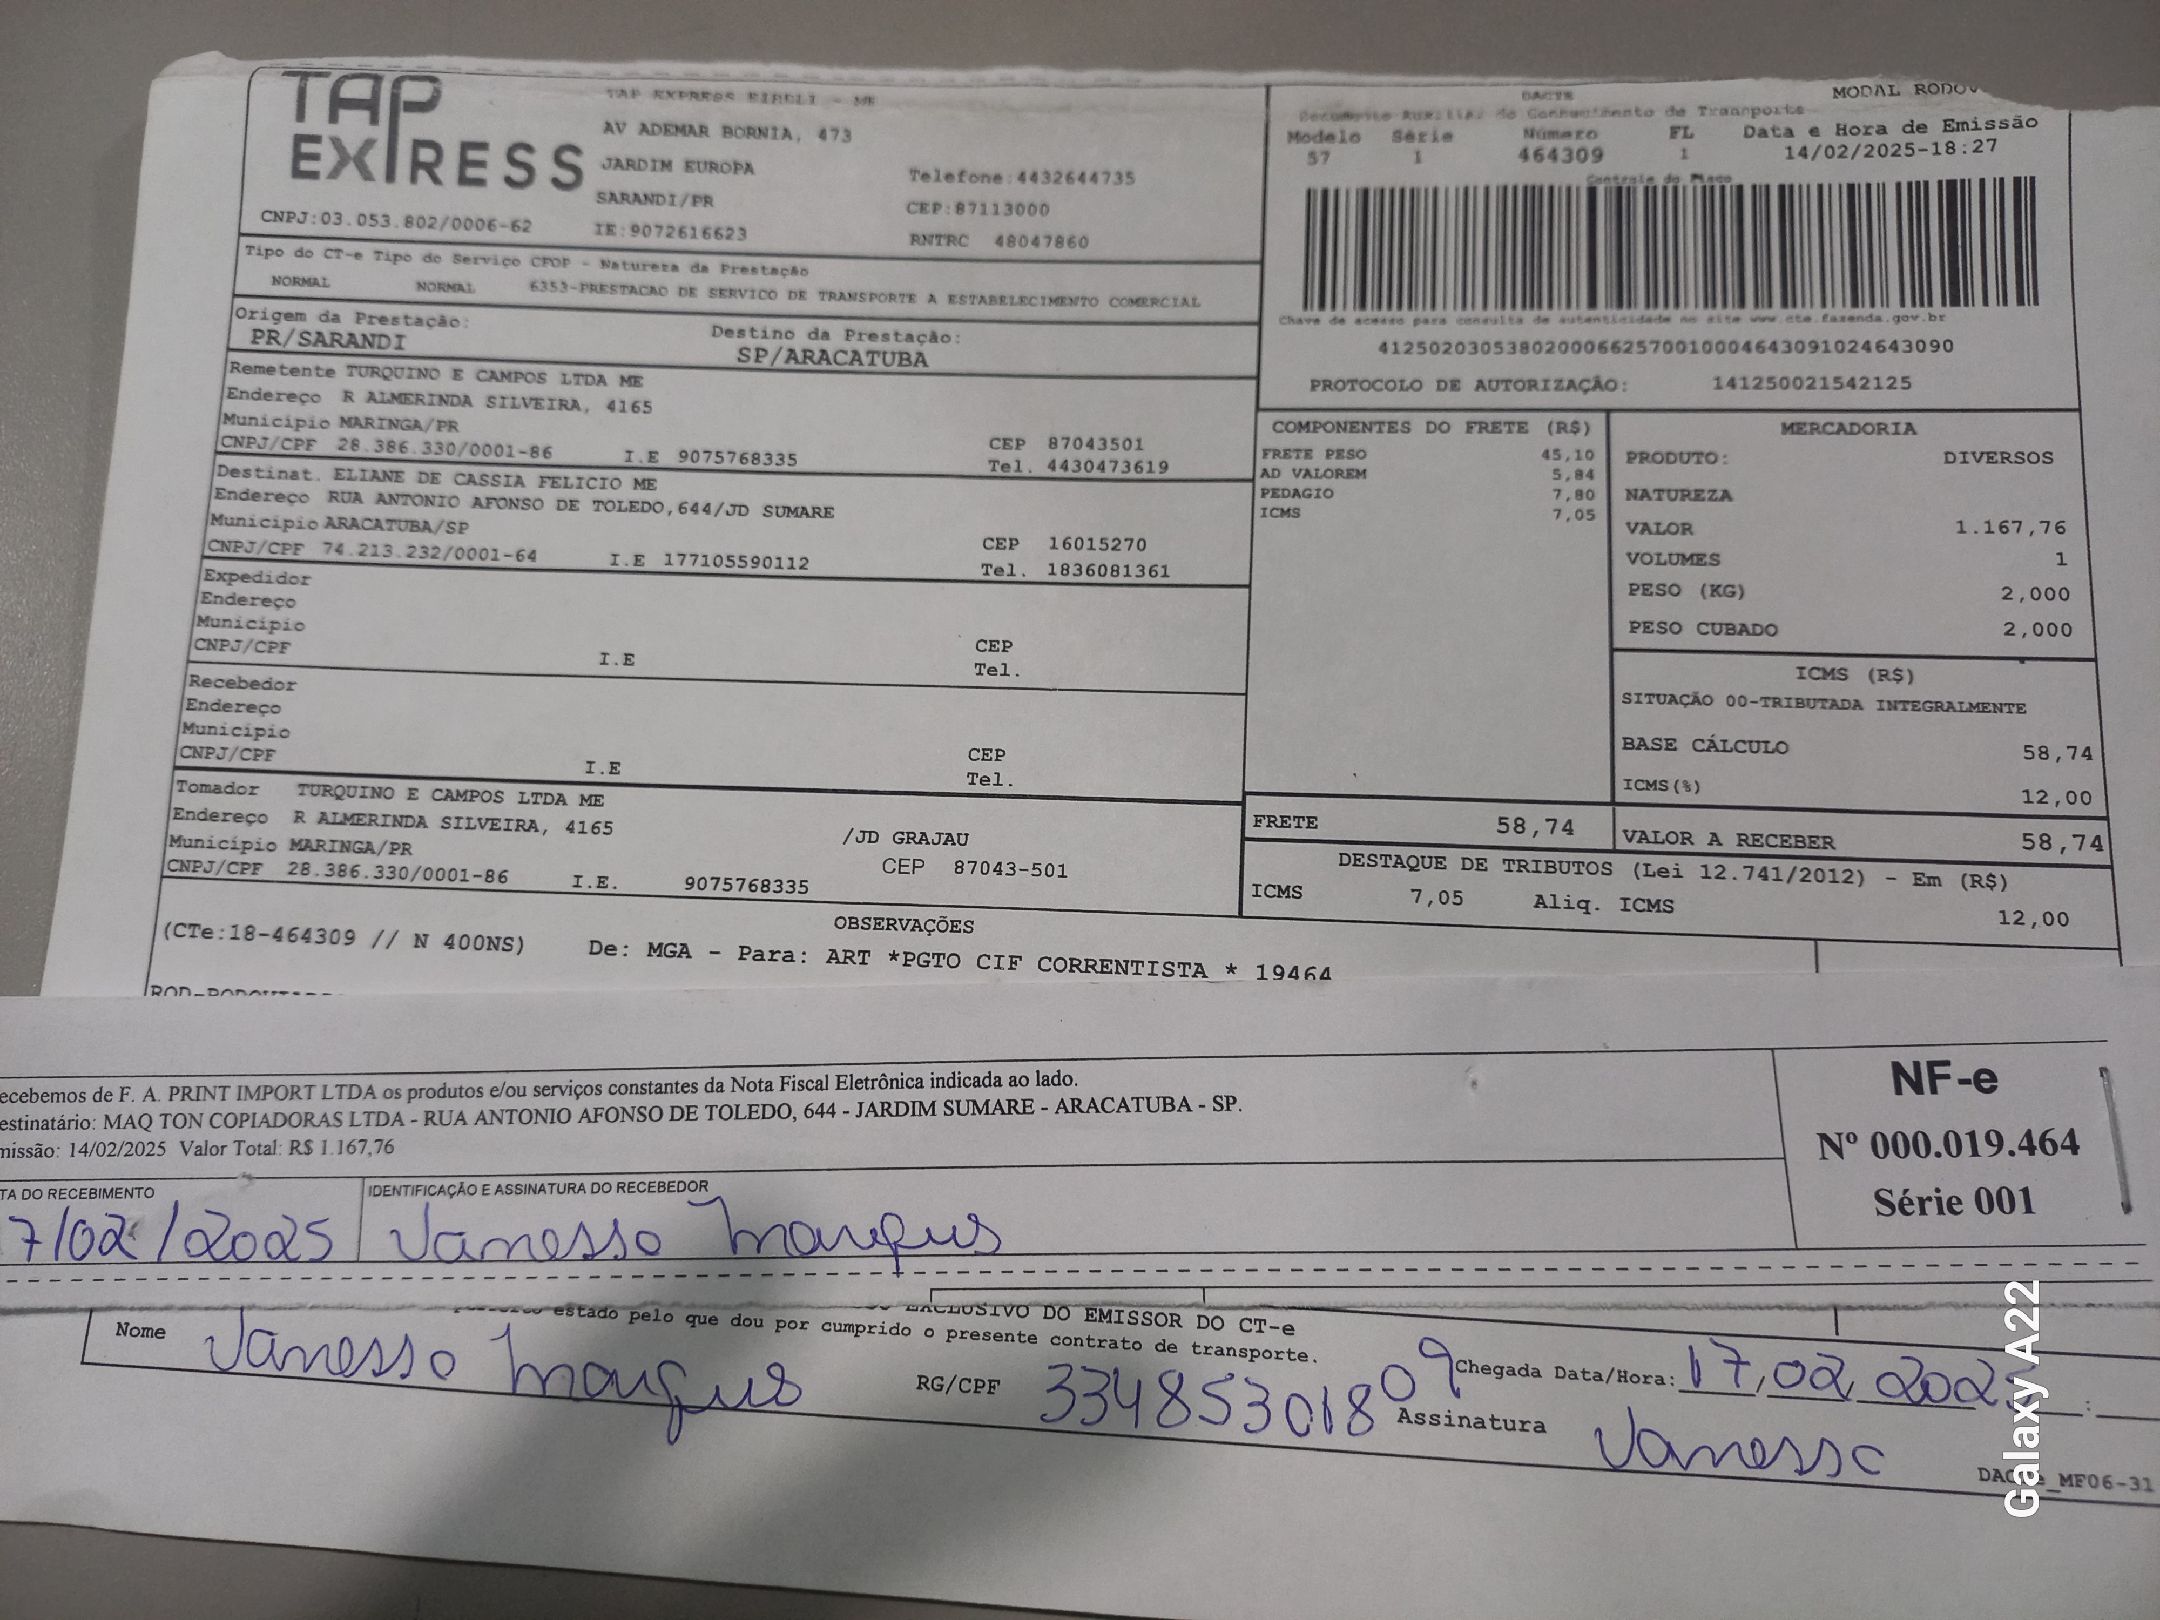 TAP
EXPRESS
CNPJ:03.053.802/0006-62
TAP EXPRESS EIRELI - ME
AV ADEMAR BORNIA, 473
JARDIM EUROPA
SARANDI/PR
IE:9072616623
Telefone:4432644735
CEP:87113000
RNTRC 48047860
DACTE
MODAL RODOV
Documento Auxiliar do Conhecimento de Transporte
Modelo Série Número FL Data e Hora de Emissão
57 1 464309 1 14/02/2025-18:27
Controle do Fisco
Chave de acesso para consulta de autenticidade no site www.cte.fazenda.gov.br
41250203053802000662570010004643091024643090
PROTOCOLO DE AUTORIZAÇÃO: 141250021542125
Tipo do CT-e Tipo do Serviço CFOP - Natureza da Prestação
NORMAL NORMAL 6353-PRESTACAO DE SERVICO DE TRANSPORTE A ESTABELECIMENTO COMERCIAL
Origem da Prestação: Destino da Prestação:
PR/SARANDI SP/ARACATUBA
Remetente TURQUINO E CAMPOS LTDA ME
Endereço R ALMERINDA SILVEIRA, 4165
Município MARINGA/PR CEP 87043501
CNPJ/CPF 28.386.330/0001-86 I.E 9075768335 Tel. 4430473619
Destinat. ELIANE DE CASSIA FELICIO ME
Endereço RUA ANTONIO AFONSO DE TOLEDO,644/JD SUMARE
Município ARACATUBA/SP CEP 16015270
CNPJ/CPF 74.213.232/0001-64 I.E 177105590112 Tel. 1836081361
Expedidor
Endereço
Município CEP
CNPJ/CPF I.E Tel.
Recebedor
Endereço
Município CEP
CNPJ/CPF I.E Tel.
Tomador TURQUINO E CAMPOS LTDA ME
Endereço R ALMERINDA SILVEIRA, 4165 /JD GRAJAU
Município MARINGA/PR CEP 87043-501
CNPJ/CPF 28.386.330/0001-86 I.E. 9075768335
COMPONENTES DO FRETE (R$)
FRETE PESO 45,10
AD VALOREM 5,84
PEDAGIO 7,80
ICMS 7,05
MERCADORIA
PRODUTO: DIVERSOS
NATUREZA
VALOR 1.167,76
VOLUMES 1
PESO (KG) 2,000
PESO CUBADO 2,000
ICMS (R$)
SITUAÇÃO 00-TRIBUTADA INTEGRALMENTE
BASE CÁLCULO 58,74
ICMS(%) 12,00
FRETE 58,74 VALOR A RECEBER 58,74
DESTAQUE DE TRIBUTOS (Lei 12.741/2012) - Em (R$)
ICMS 7,05 Aliq. ICMS 12,00
OBSERVAÇÕES
(CTe:18-464309 // N 400NS) De: MGA - Para: ART *PGTO CIF CORRENTISTA * 19464
ecebemos de F. A. PRINT IMPORT LTDA os produtos e/ou serviços constantes da Nota Fiscal Eletrônica indicada ao lado.
estinatário: MAQ TON COPIADORAS LTDA - RUA ANTONIO AFONSO DE TOLEDO, 644 - JARDIM SUMARE - ARACATUBA - SP.
missão: 14/02/2025 Valor Total: R$ 1.167,76
NF-e
Nº 000.019.464
Série 001
TA DO RECEBIMENTO IDENTIFICAÇÃO E ASSINATURA DO RECEBEDOR
7/02/2025 Vanessa Marques
EXCLUSIVO DO EMISSOR DO CT-e
estado pelo que dou por cumprido o presente contrato de transporte.
Nome Vanessa Marques RG/CPF 33485301809 Chegada Data/Hora: 17,02,2025 :
Assinatura Vanessa
_MF06-31
Galaxy A22